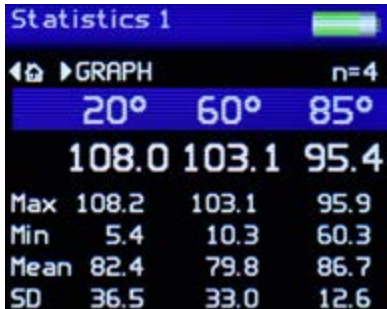 Statistics 1
GRAPH n=4
20° 60° 85°
108.0 103.1 95.4
Max 108.2 103.1 95.9
Min 5.4 10.3 60.3
Mean 82.4 79.8 86.7
SD 36.5 33.0 12.6